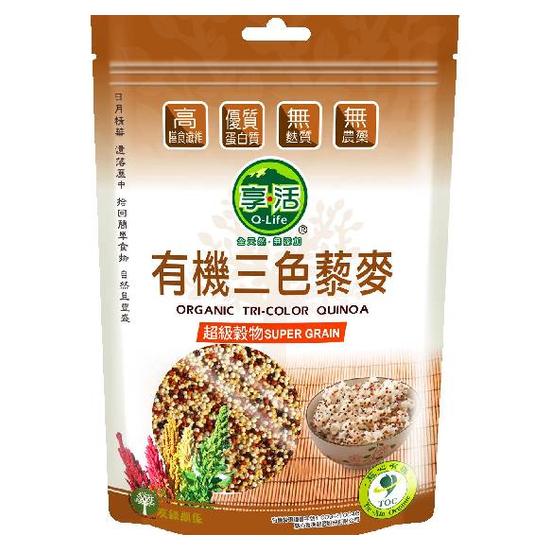 高
膳食纖維
優質
蛋白質
無
麩質
無
農藥
享活
Q-Life
®
全天然·無添加
有機三色藜麥
ORGANIC TRI-COLOR QUINOA
超級穀物SUPER GRAIN
日月精華 遺落塵中 拾回簡單食物 自然且豐盛
TOC
Tse-Xin Organic